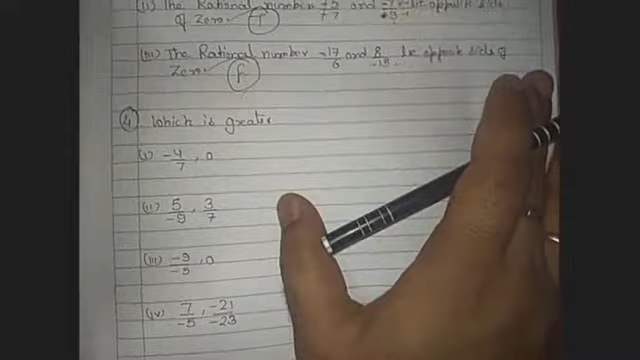 (ii) The Rational number and lie opposite side
of Zero. T
(iii) The Rational number -17/6 and 8/-15 lie opposite side of
Zero. F
4 Which is greater
(i) -4/7 , 0
(ii) 5/-9 , 3/7
(iii) -9/-5 , 0
(iv) 7/-5 , -21/-23